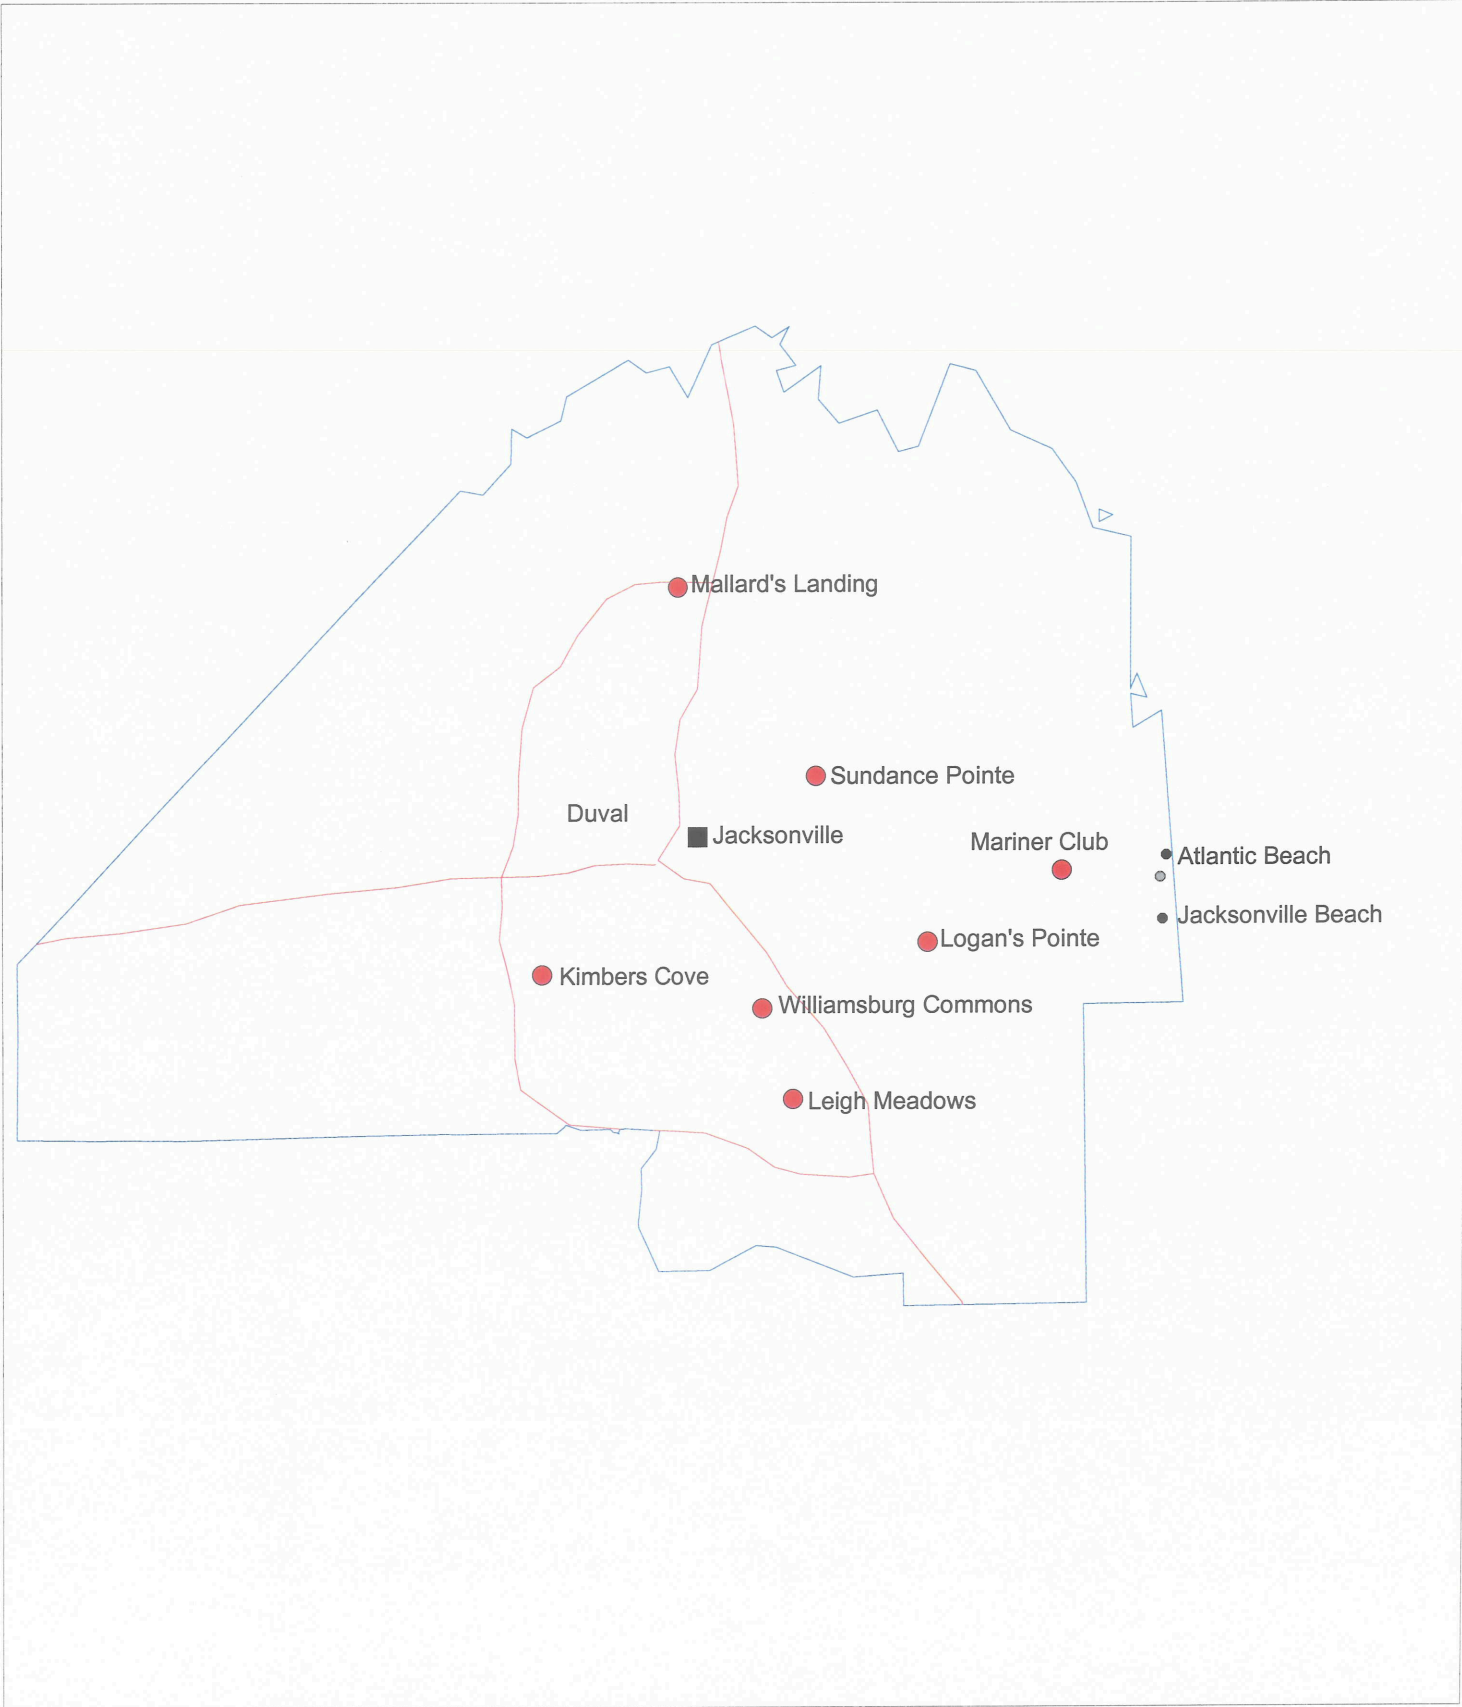 Mallard's Landing
Sundance Pointe
Duval
Jacksonville
Mariner Club
Atlantic Beach
Jacksonville Beach
Logan's Pointe
Kimbers Cove
Williamsburg Commons
Leigh Meadows